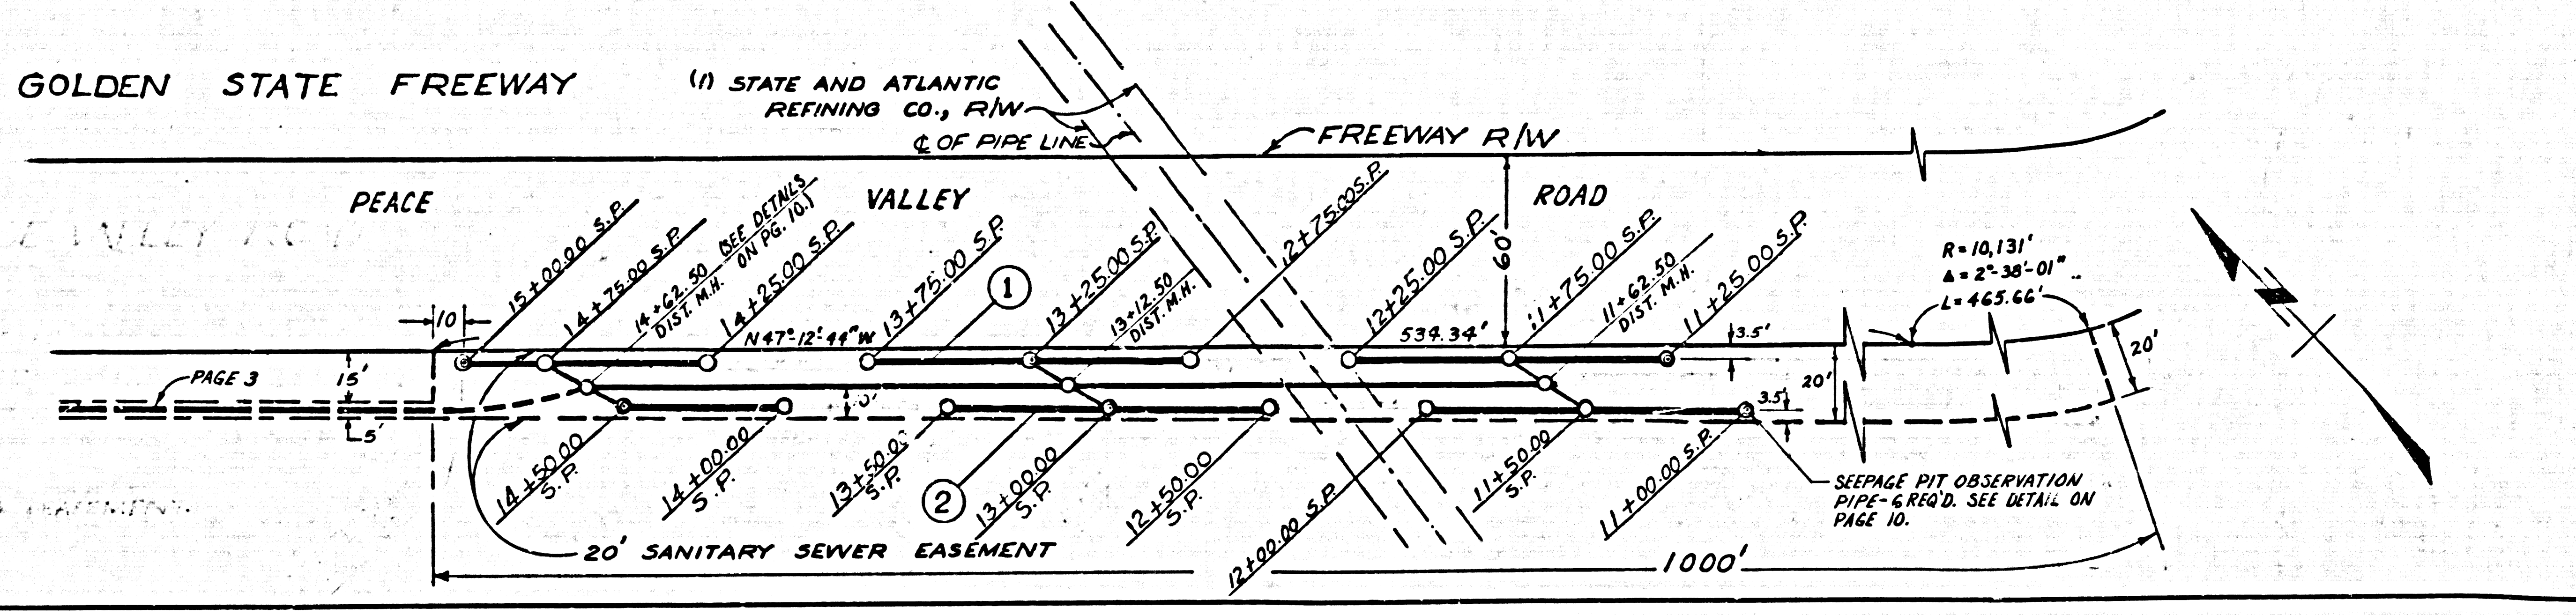 GOLDEN STATE FREEWAY
(1) STATE AND ATLANTIC
REFINING CO., R/W
℄ OF PIPE LINE
FREEWAY R/W
PEACE VALLEY ROAD
15+00.00 S.P.
14+75.00 S.P.
14+62.50 (SEE DETAILS
DIST. M.H. ON PG. 10.)
14+25.00 S.P.
13+75.00 S.P.
1
13+25.00 S.P.
13+12.50
DIST. M.H.
12+75.00 S.P.
12+25.00 S.P.
60'
11+75.00 S.P.
11+62.50
DIST. M.H.
11+25.00 S.P.
R=10,131'
Δ=2°-38'-01"
L=465.66'
10
N47°-12'-44"W
534.34'
3.5'
20'
20'
PAGE 3
15'
5'
3.5'
14+50.00
S.P.
14+00.00
S.P.
13+50.00
S.P.
2
13+00.00
S.P.
12+50.00
S.P.
12+00.00 S.P.
11+50.00
S.P.
11+00.00 S.P.
SEEPAGE PIT OBSERVATION
PIPE-6 REQ'D. SEE DETAIL ON
PAGE 10.
20' SANITARY SEWER EASEMENT
1000'